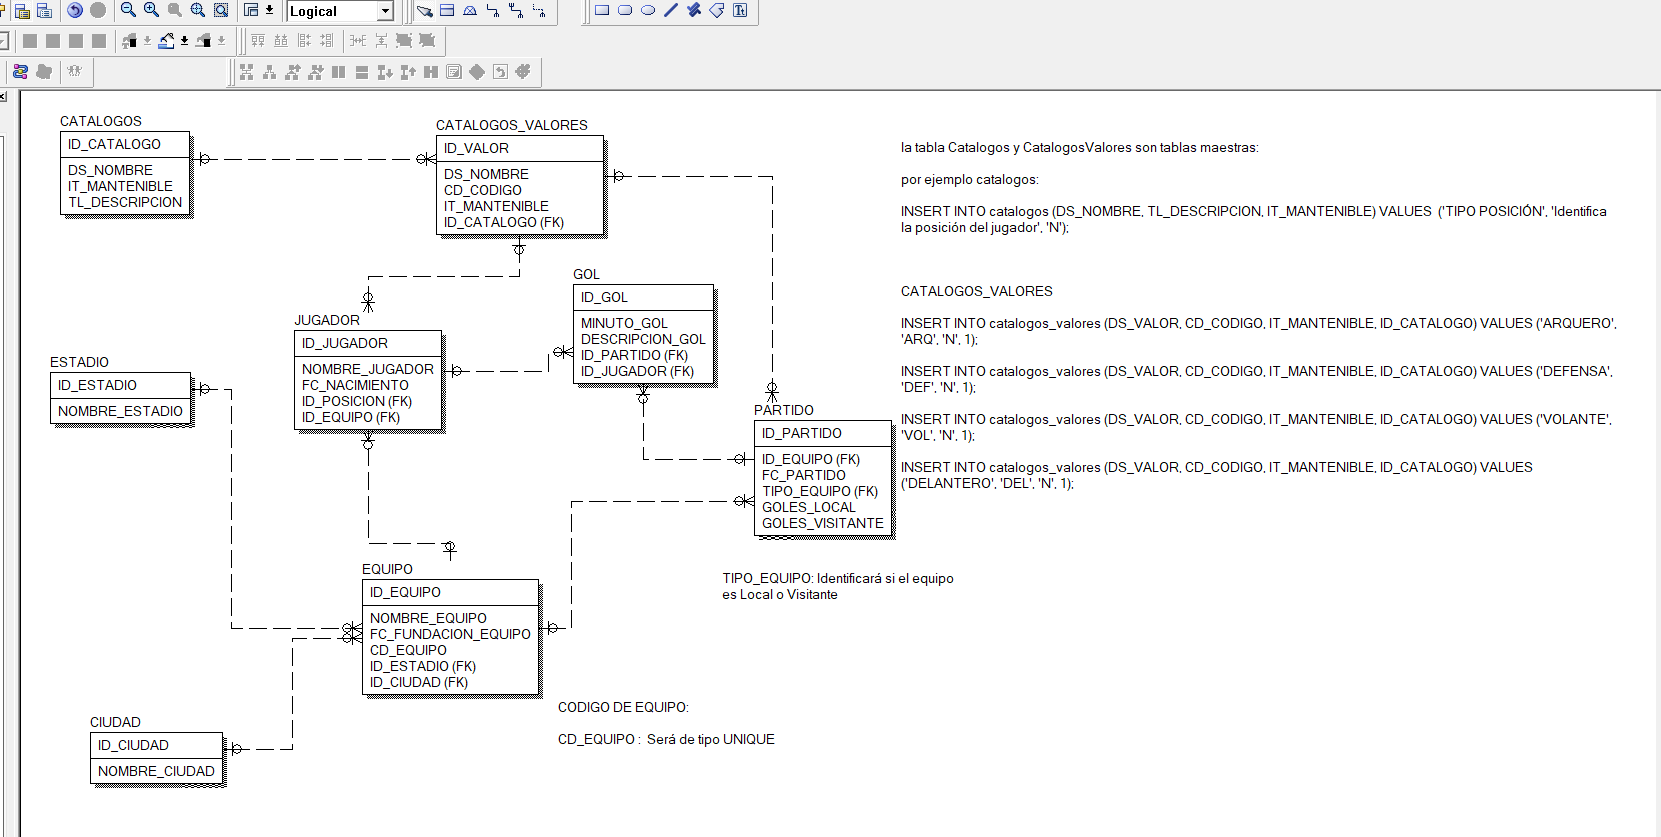 Logical
CATALOGOS
ID_CATALOGO
DS_NOMBRE
IT_MANTENIBLE
TL_DESCRIPCION
CATALOGOS_VALORES
ID_VALOR
DS_NOMBRE
CD_CODIGO
IT_MANTENIBLE
ID_CATALOGO (FK)
la tabla Catalogos y CatalogosValores son tablas maestras:
por ejemplo catalogos:
INSERT INTO catalogos (DS_NOMBRE, TL_DESCRIPCION, IT_MANTENIBLE) VALUES ('TIPO POSICIÓN', 'Identifica
la posición del jugador', 'N');
CATALOGOS_VALORES
INSERT INTO catalogos_valores (DS_VALOR, CD_CODIGO, IT_MANTENIBLE, ID_CATALOGO) VALUES ('ARQUERO',
'ARQ', 'N', 1);
INSERT INTO catalogos_valores (DS_VALOR, CD_CODIGO, IT_MANTENIBLE, ID_CATALOGO) VALUES ('DEFENSA',
'DEF', 'N', 1);
INSERT INTO catalogos_valores (DS_VALOR, CD_CODIGO, IT_MANTENIBLE, ID_CATALOGO) VALUES ('VOLANTE',
'VOL', 'N', 1);
INSERT INTO catalogos_valores (DS_VALOR, CD_CODIGO, IT_MANTENIBLE, ID_CATALOGO) VALUES
('DELANTERO', 'DEL', 'N', 1);
GOL
ID_GOL
MINUTO_GOL
DESCRIPCION_GOL
ID_PARTIDO (FK)
ID_JUGADOR (FK)
JUGADOR
ID_JUGADOR
NOMBRE_JUGADOR
FC_NACIMIENTO
ID_POSICION (FK)
ID_EQUIPO (FK)
ESTADIO
ID_ESTADIO
NOMBRE_ESTADIO
PARTIDO
ID_PARTIDO
ID_EQUIPO (FK)
FC_PARTIDO
TIPO_EQUIPO (FK)
GOLES_LOCAL
GOLES_VISITANTE
TIPO_EQUIPO: Identificará si el equipo
es Local o Visitante
EQUIPO
ID_EQUIPO
NOMBRE_EQUIPO
FC_FUNDACION_EQUIPO
CD_EQUIPO
ID_ESTADIO (FK)
ID_CIUDAD (FK)
CODIGO DE EQUIPO:
CD_EQUIPO : Será de tipo UNIQUE
CIUDAD
ID_CIUDAD
NOMBRE_CIUDAD